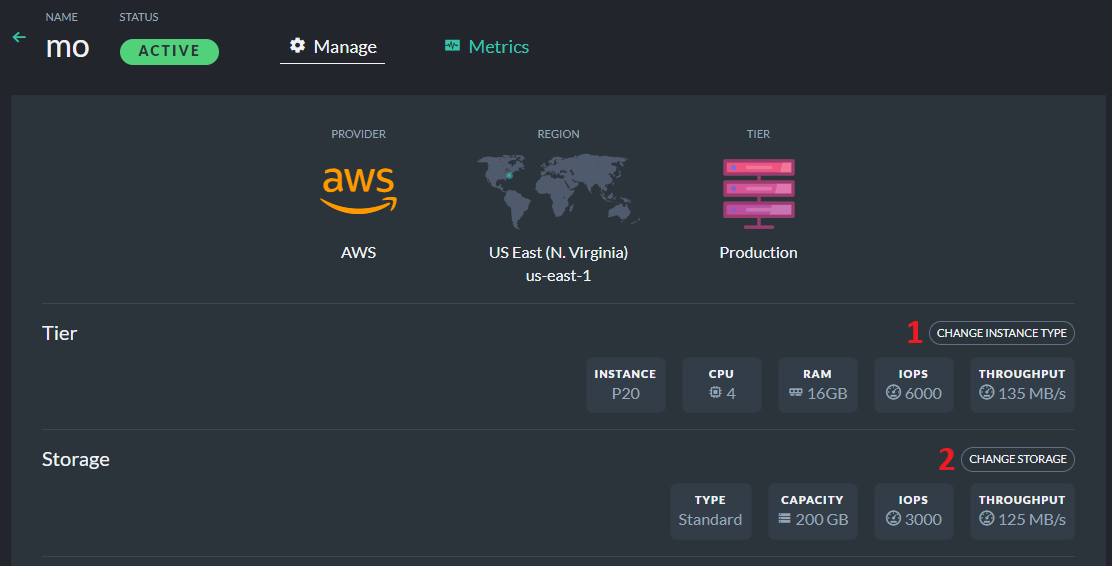 NAME STATUS
mo ACTIVE Manage Metrics
PROVIDER REGION TIER
aws
AWS US East (N. Virginia) Production
us-east-1
Tier 1 CHANGE INSTANCE TYPE
INSTANCE CPU RAM IOPS THROUGHPUT
P20 4 16GB 6000 135 MB/s
Storage 2 CHANGE STORAGE
TYPE CAPACITY IOPS THROUGHPUT
Standard 200 GB 3000 125 MB/s